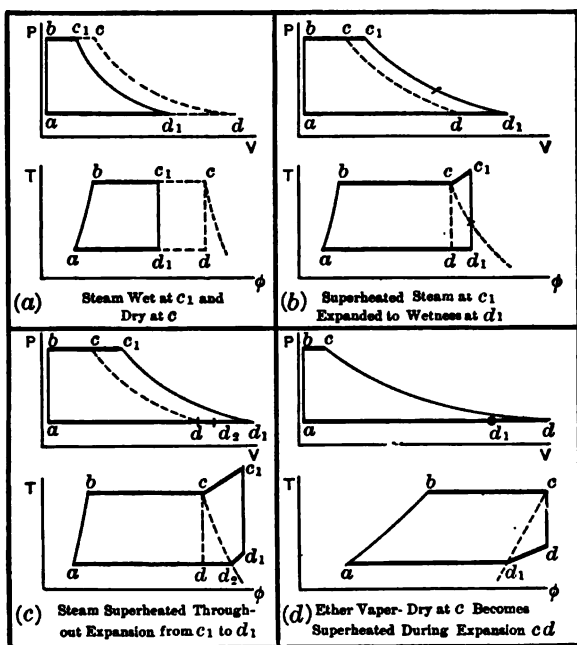 P b c₁ c
a d₁ d
V
T b c₁ c
a d₁ d
ϕ
(a) Steam Wet at c₁ and
Dry at c
P b c c₁
a d d₁
V
T b c c₁
a d d₁
ϕ
(b) Superheated Steam at c₁
Expanded to Wetness at d₁
P b c c₁
a d d₂ d₁
V
T b c c₁
a d d₂ d₁
ϕ
(c) Steam Superheated Through-
out Expansion from c₁ to d₁
P b c
a d₁ d
V
T b c
a d₁ d
ϕ
(d) Ether Vaper- Dry at c Becomes
Superheated During Expansion cd